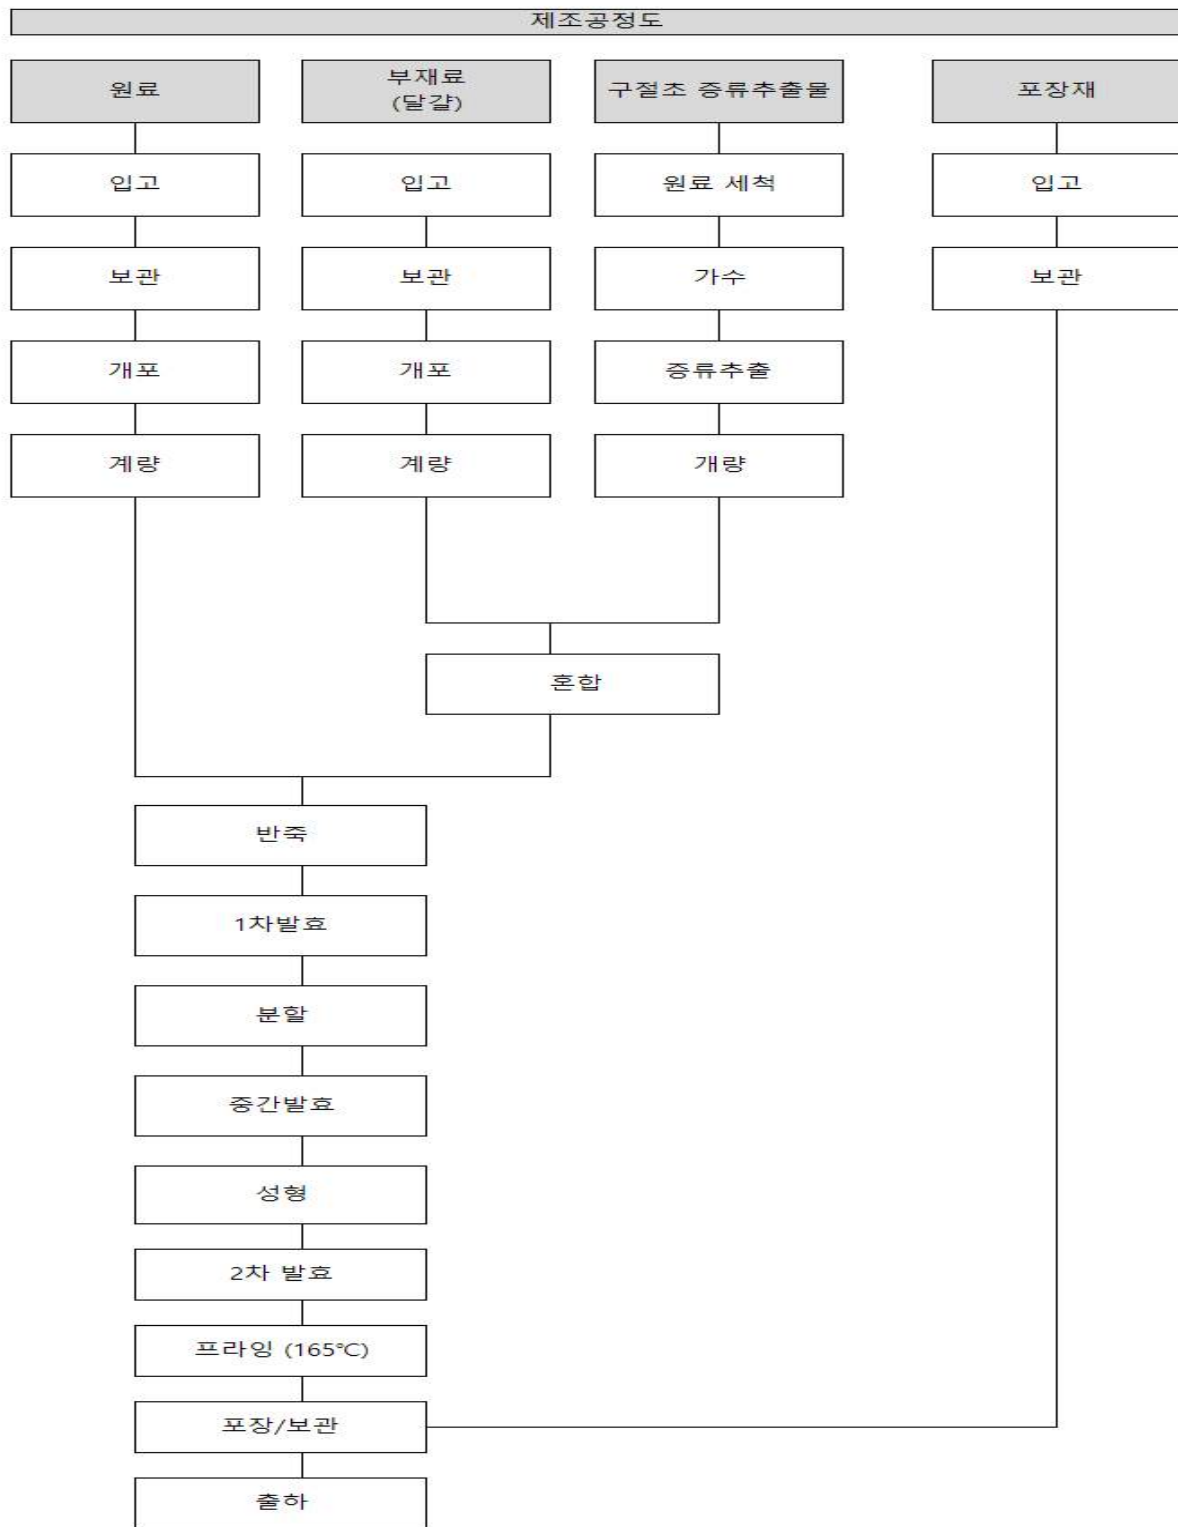 제조공정도
원료
부재료
(달걀)
구절초 증류추출물
포장재
입고
입고
원료 세척
입고
보관
보관
가수
보관
개포
개포
증류추출
계량
계량
개량
혼합
반죽
1차발효
분할
중간발효
성형
2차 발효
프라잉 (165℃)
포장/보관
출하